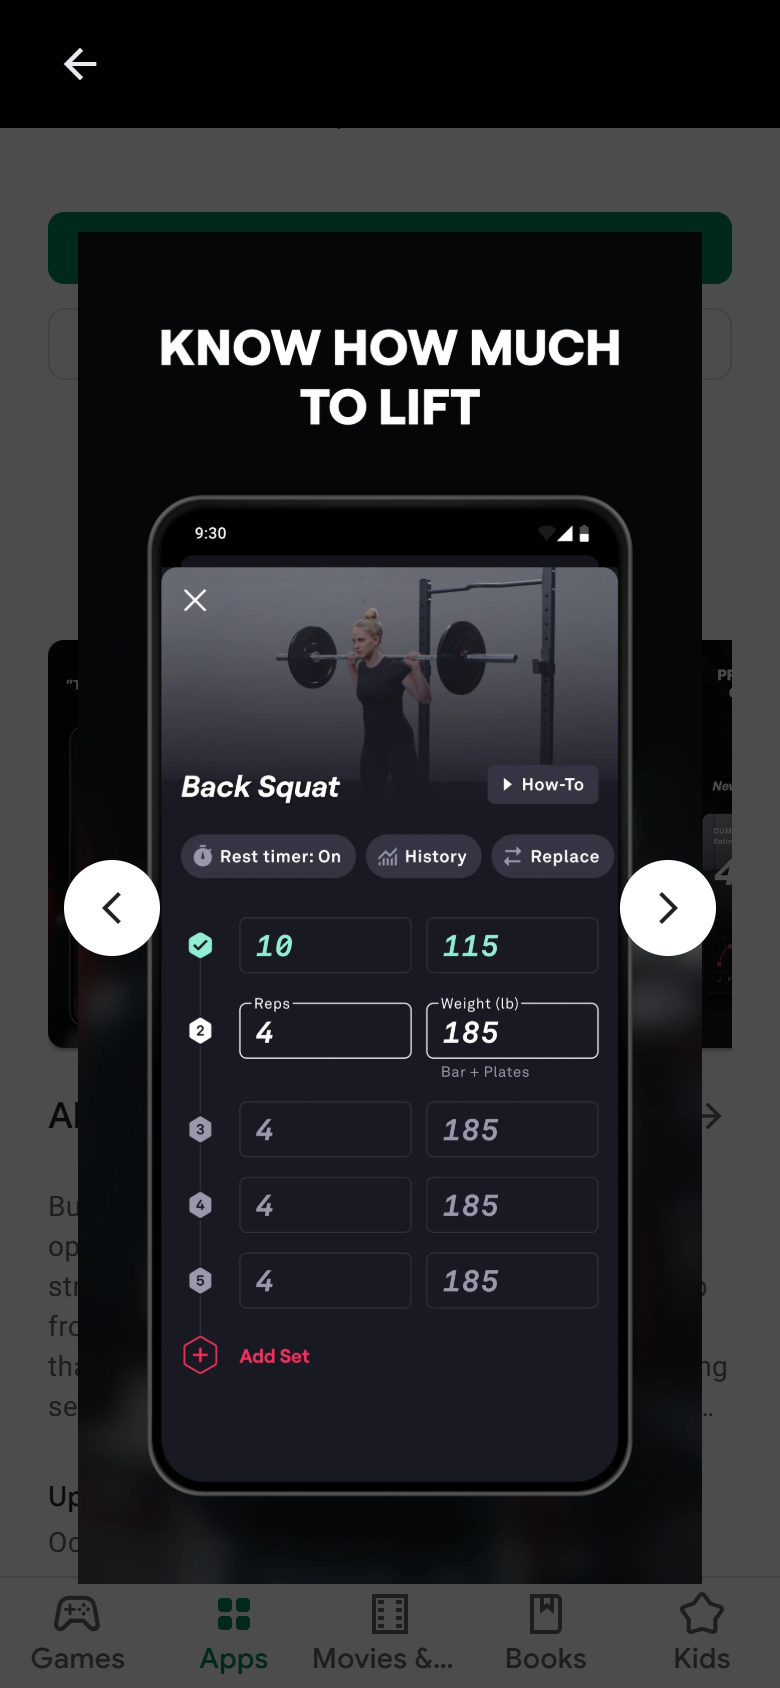 KNOW HOW MUCH
TO LIFT
9:30
Back Squat
How-To
Rest timer: On
History
Replace
10 115
Reps Weight (lb)
2 4 185
Bar + Plates
3 4 185
4 4 185
5 4 185
Add Set
Games Apps Movies &... Books Kids